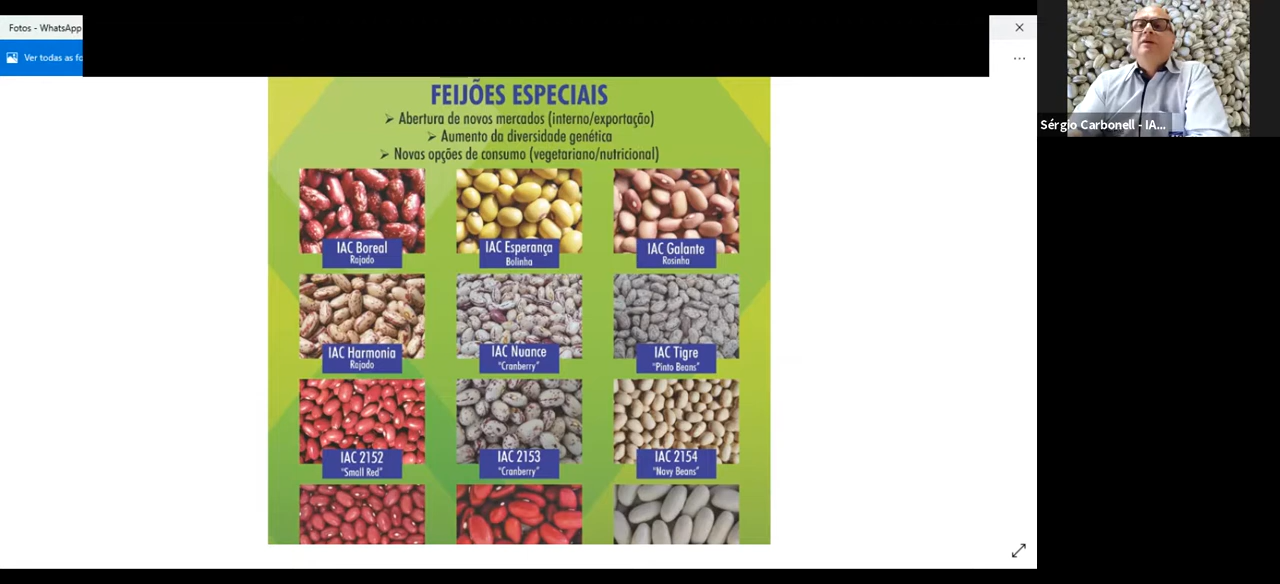 Fotos - WhatsApp
Ver todas as fo
Sérgio Carbonell - IA...
FEIJÕES ESPECIAIS
➢ Abertura de novos mercados (interno/exportação)
➢ Aumento da diversidade genética
➢ Novas opções de consumo (vegetariano/nutricional)
IAC Boreal
Rajado
IAC Esperança
Bolinha
IAC Galante
Rosinha
IAC Harmonia
Rajado
IAC Nuance
"Cranberry"
IAC Tigre
"Pinto Beans"
IAC 2152
"Small Red"
IAC 2153
"Cranberry"
IAC 2154
"Navy Beans"